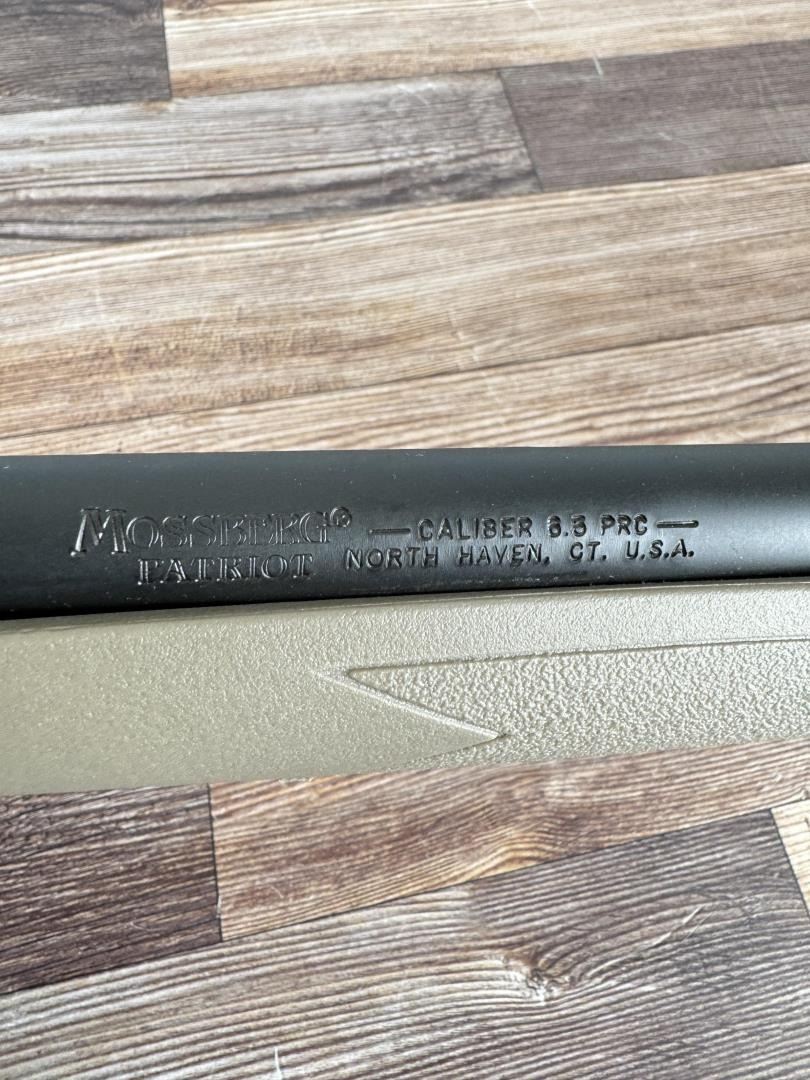 MOSSBERG® — CALIBER 6.5 PRC —
PATRIOT NORTH HAVEN, CT. U.S.A.